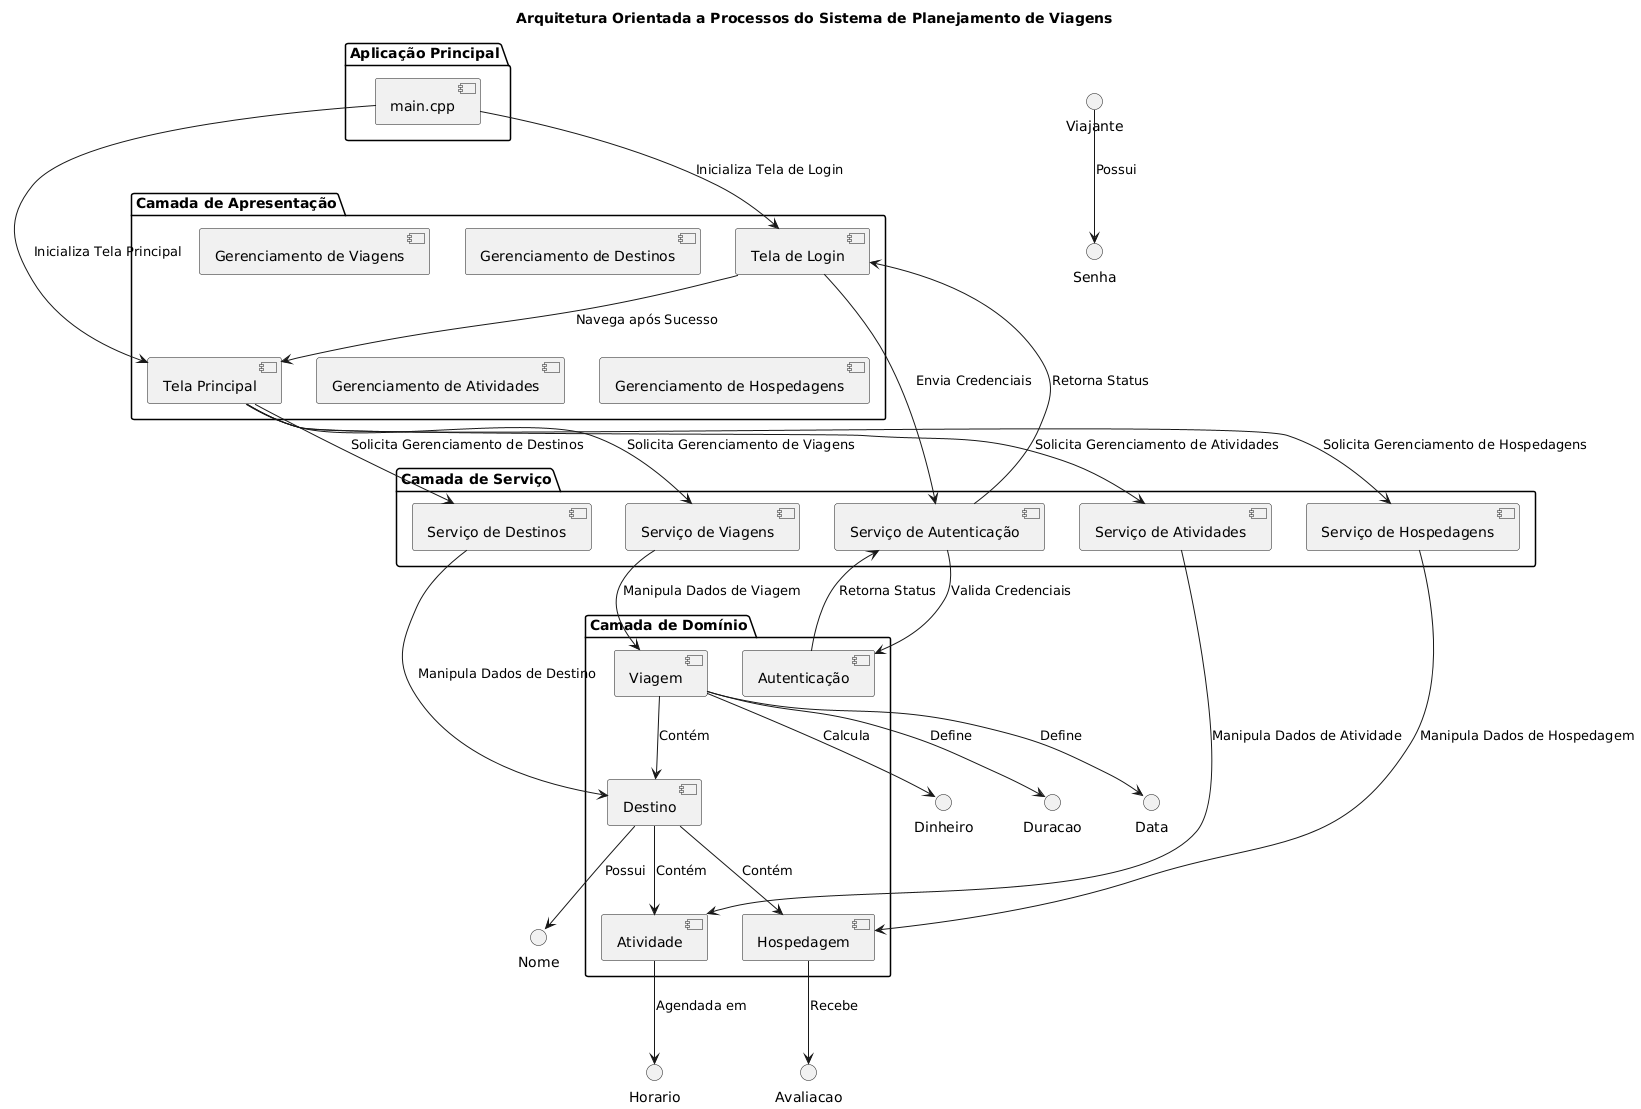 Arquitetura Orientada a Processos do Sistema de Planejamento de Viagens
Aplicação Principal
main.cpp
Viajante
Inicializa Tela de Login
Possui
Camada de Apresentação
Inicializa Tela Principal
Gerenciamento de Viagens
Gerenciamento de Destinos
Tela de Login
Senha
Navega após Sucesso
Tela Principal
Gerenciamento de Atividades
Gerenciamento de Hospedagens
Envia Credenciais
Retorna Status
Solicita Gerenciamento de Destinos
Solicita Gerenciamento de Viagens
Solicita Gerenciamento de Atividades
Solicita Gerenciamento de Hospedagens
Camada de Serviço
Serviço de Destinos
Serviço de Viagens
Serviço de Autenticação
Serviço de Atividades
Serviço de Hospedagens
Manipula Dados de Viagem
Retorna Status
Valida Credenciais
Camada de Domínio
Manipula Dados de Destino
Viagem
Autenticação
Contém
Calcula
Define
Define
Manipula Dados de Atividade
Manipula Dados de Hospedagem
Destino
Dinheiro
Duracao
Data
Possui
Contém
Contém
Nome
Atividade
Hospedagem
Agendada em
Recebe
Horario
Avaliacao